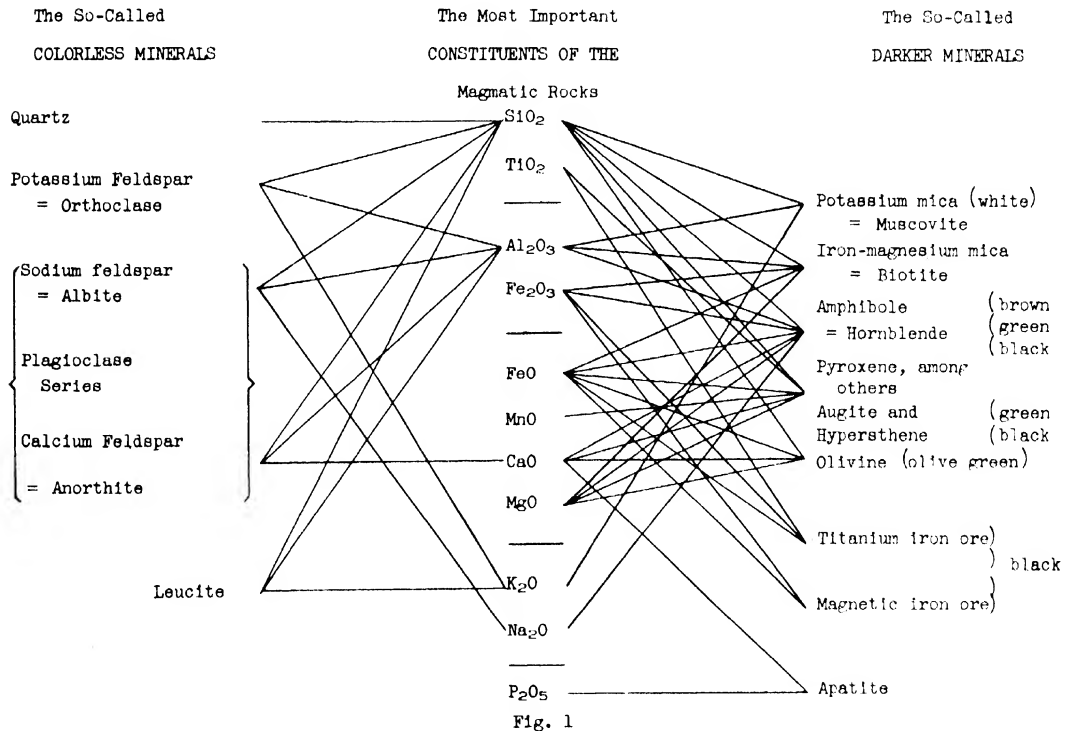 The So-Called
COLORLESS MINERALS
Quartz
Potassium Feldspar
= Orthoclase
Sodium feldspar
= Albite
Plagioclase
Series
Calcium Feldspar
= Anorthite
Leucite
The Most Important
CONSTITUENTS OF THE
Magmatic Rocks
SiO₂
TiO₂
Al₂O₃
Fe₂O₃
FeO
MnO
CaO
MgO
K₂O
Na₂O
P₂O₅
The So-Called
DARKER MINERALS
Potassium mica (white)
= Muscovite
Iron-magnesium mica
= Biotite
Amphibole (brown
= Hornblende (green
(black
Pyroxene, among
others
Augite and (green
Hypersthene (black
Olivine (olive green)
Titanium iron ore)
) black
Magnetic iron ore)
Apatite
Fig. 1